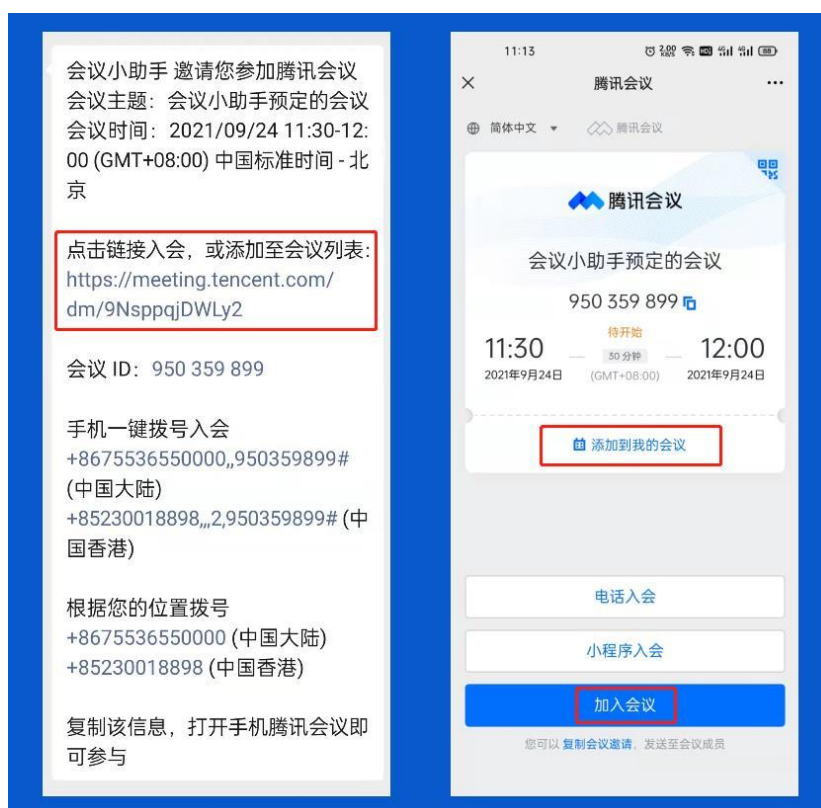 会议小助手 邀请您参加腾讯会议
会议主题：会议小助手预定的会议
会议时间：2021/09/24 11:30-12:
00 (GMT+08:00) 中国标准时间 - 北
京
点击链接入会，或添加至会议列表：
https://meeting.tencent.com/
dm/9NsppqjDWLy2
会议 ID：950 359 899
手机一键拨号入会
+8675536550000,,950359899#
(中国大陆)
+85230018898,,,2,950359899# (中
国香港)
根据您的位置拨号
+8675536550000 (中国大陆)
+85230018898 (中国香港)
复制该信息，打开手机腾讯会议即
可参与
11:13
腾讯会议
简体中文
腾讯会议
腾讯会议
会议小助手预定的会议
950 359 899
待开始
11:30
30 分钟
12:00
2021年9月24日
(GMT+08:00)
2021年9月24日
添加到我的会议
电话入会
小程序入会
加入会议
您可以 复制会议邀请，发送至会议成员